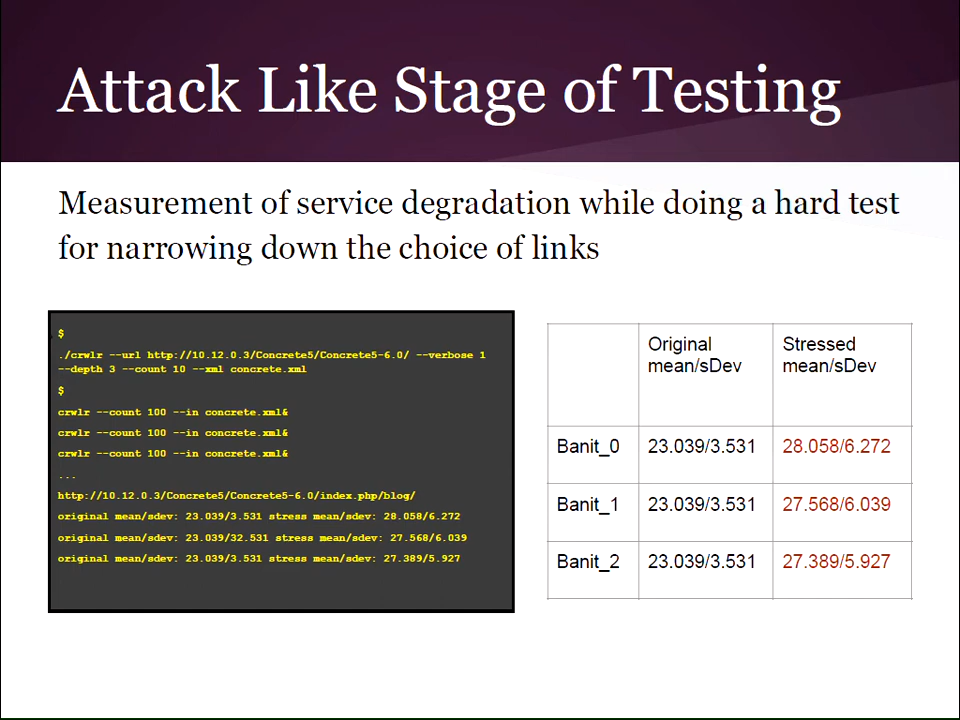 Attack Like Stage of Testing
Measurement of service degradation while doing a hard test
for narrowing down the choice of links
$
./crwlr --url http://10.12.0.3/Concrete5/Concrete5-6.0/ --verbose 1
--depth 3 --count 10 --xml concrete.xml
$
crwlr --count 100 --in concrete.xml&
crwlr --count 100 --in concrete.xml&
crwlr --count 100 --in concrete.xml&
...
http://10.12.0.3/Concrete5/Concrete5-6.0/index.php/blog/
original mean/sdev: 23.039/3.531 stress mean/sdev: 28.058/6.272
original mean/sdev: 23.039/32.531 stress mean/sdev: 27.568/6.039
original mean/sdev: 23.039/3.531 stress mean/sdev: 27.389/5.927
Original Stressed
mean/sDev mean/sDev
Banit_0 23.039/3.531 28.058/6.272
Banit_1 23.039/3.531 27.568/6.039
Banit_2 23.039/3.531 27.389/5.927